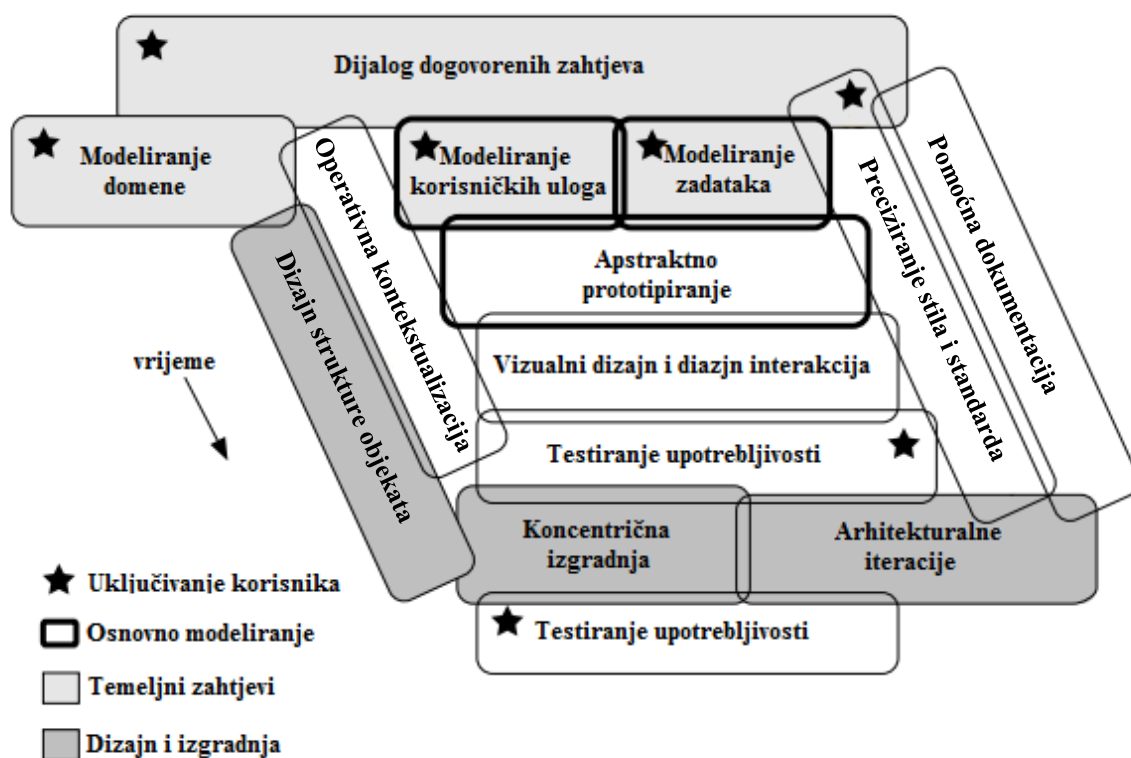 Dijalog dogovorenih zahtjeva
Modeliranje
domene
Operativna kontekstualizacija
Modeliranje
korisničkih uloga
Modeliranje
zadataka
Preciziranje stila i standarda
Pomoćna dokumentacija
Dizajn strukture objekata
Apstraktno
prototipiranje
vrijeme
Vizualni dizajn i diazjn interakcija
Testiranje upotrebljivosti
Koncentrična
izgradnja
Arhitekturalne
iteracije
Testiranje upotrebljivosti
Uključivanje korisnika
Osnovno modeliranje
Temeljni zahtjevi
Dizajn i izgradnja